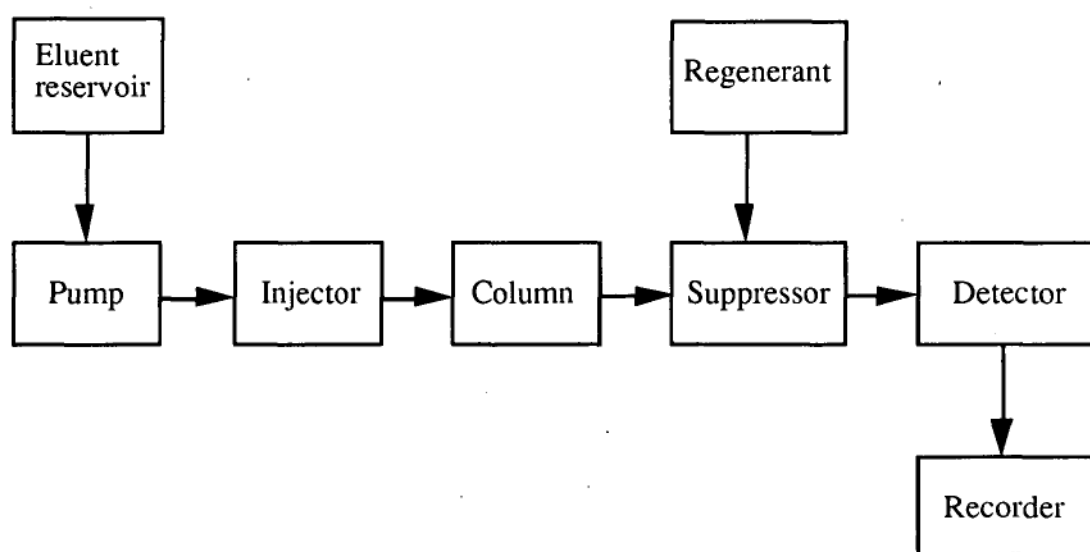 Eluent
reservoir
Regenerant
Pump
Injector
Column
Suppressor
Detector
Recorder